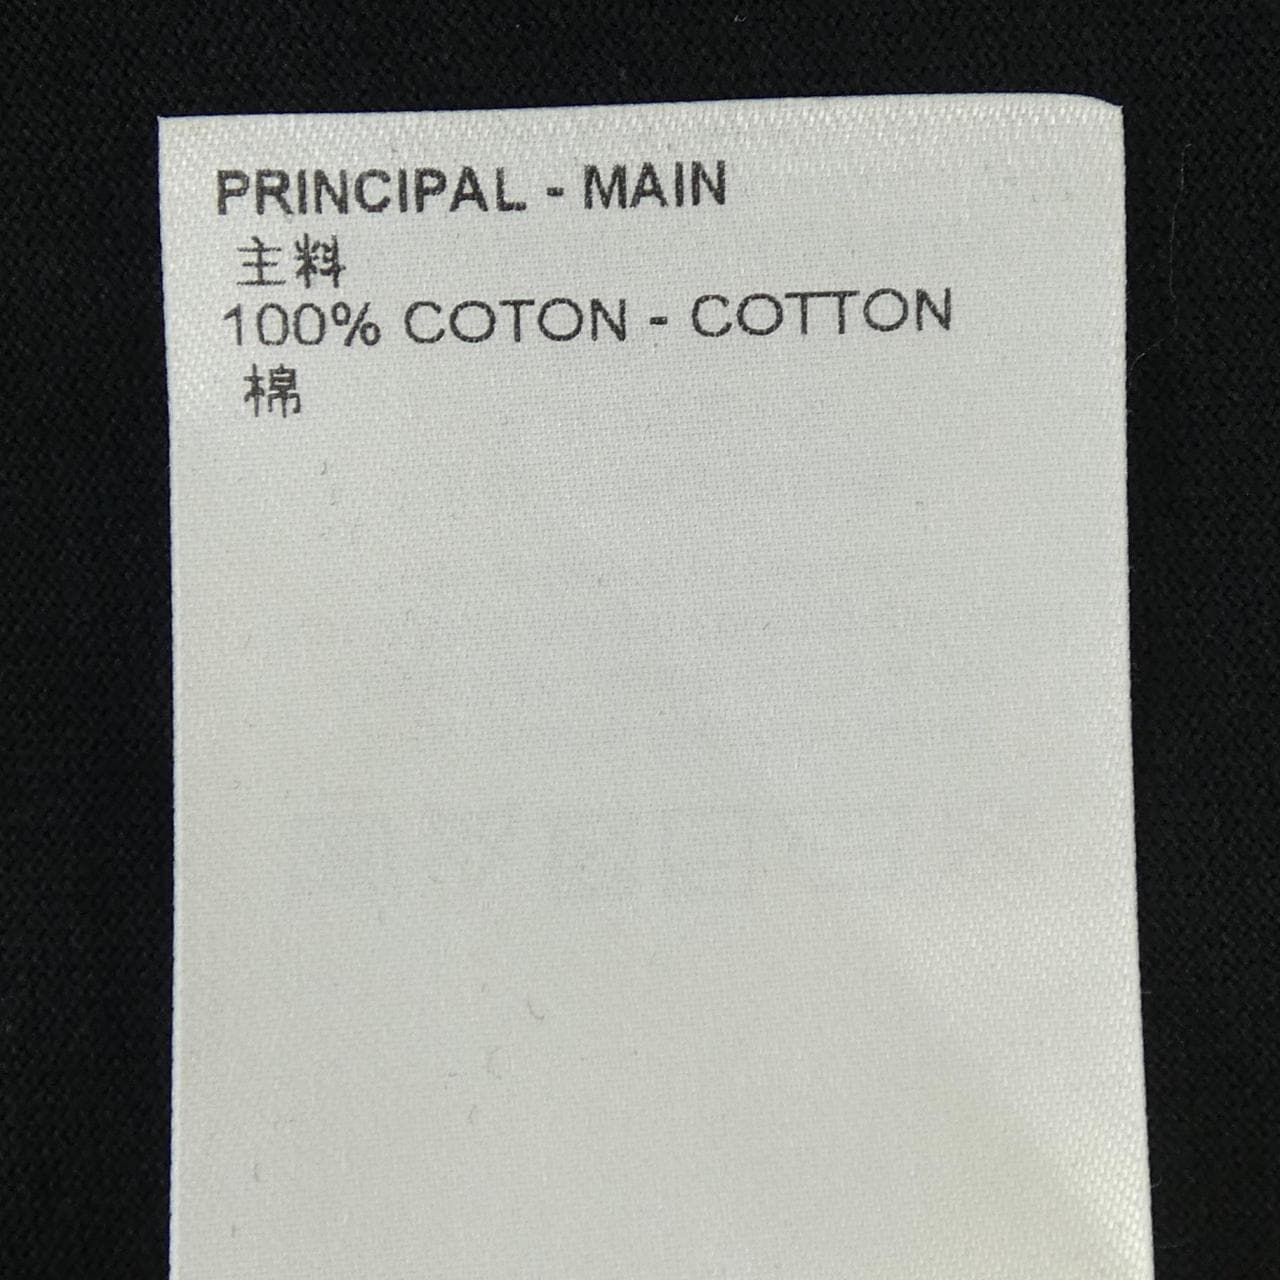 PRINCIPAL - MAIN
主料
100% COTON - COTTON
棉